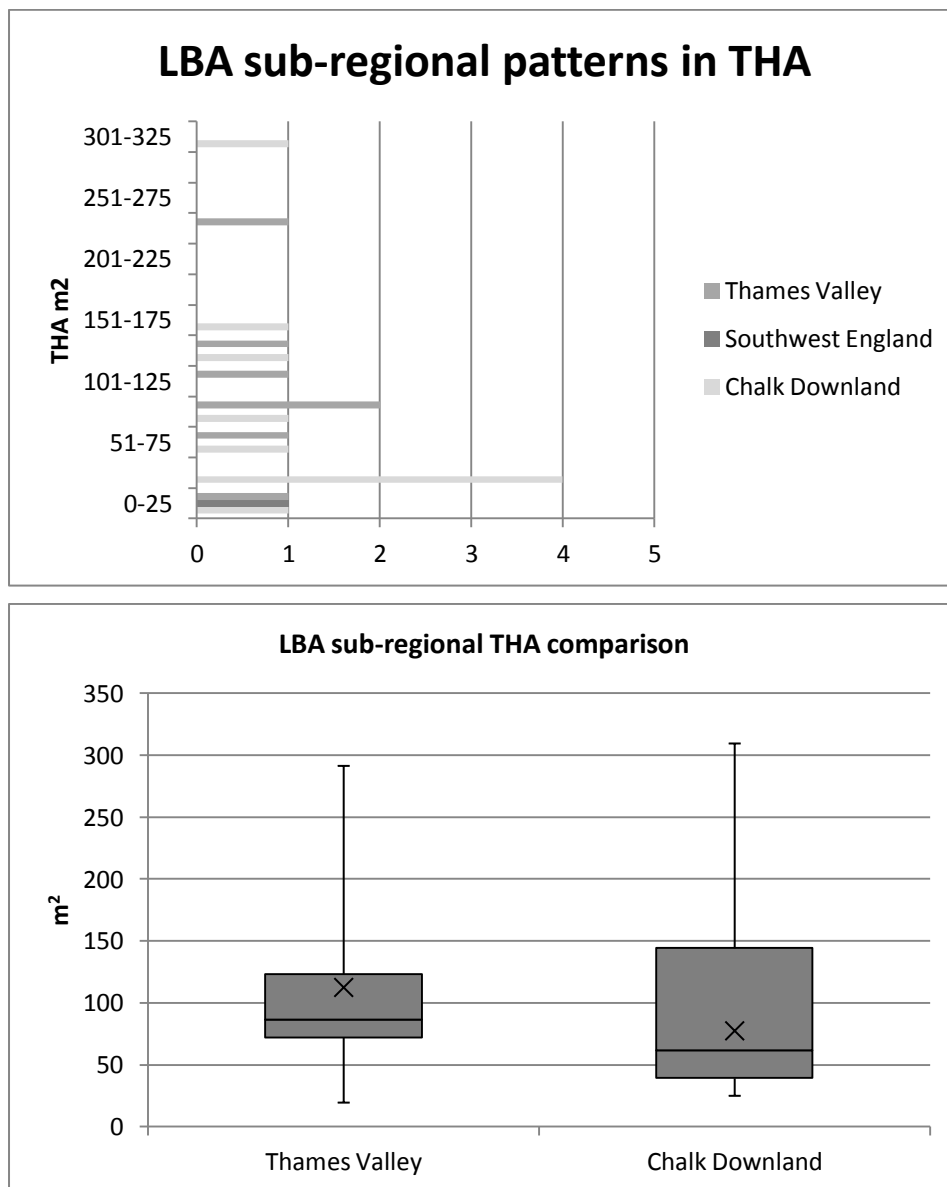 LBA sub-regional patterns in THA
THA m2
301-325
251-275
201-225
151-175
101-125
51-75
0-25
0 1 2 3 4 5
Thames Valley
Southwest England
Chalk Downland
LBA sub-regional THA comparison
m²
350
300
250
200
150
100
50
0
Thames Valley Chalk Downland